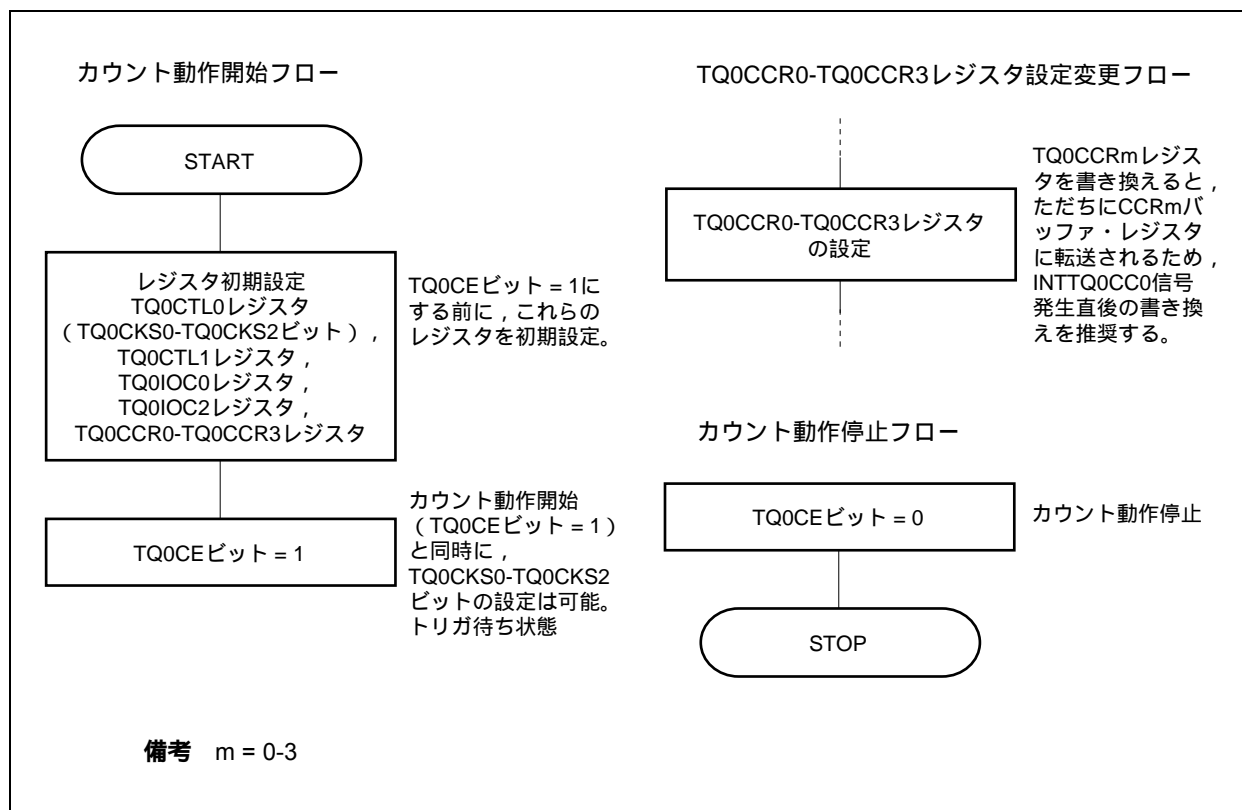 カウント動作開始フロー
START
レジスタ初期設定
TQ0CTL0レジスタ
（TQ0CKS0-TQ0CKS2ビット），
TQ0CTL1レジスタ，
TQ0IOC0レジスタ，
TQ0IOC2レジスタ，
TQ0CCR0-TQ0CCR3レジスタ
TQ0CEビット = 1に
する前に，これらの
レジスタを初期設定。
TQ0CEビット = 1
カウント動作開始
（TQ0CEビット = 1）
と同時に，
TQ0CKS0-TQ0CKS2
ビットの設定は可能。
トリガ待ち状態
TQ0CCR0-TQ0CCR3レジスタ設定変更フロー
TQ0CCR0-TQ0CCR3レジスタ
の設定
TQ0CCRmレジス
タを書き換えると，
ただちにCCRmバ
ッファ・レジスタ
に転送されるため，
INTTQ0CC0信号
発生直後の書き換
えを推奨する。
カウント動作停止フロー
TQ0CEビット = 0
カウント動作停止
STOP
備考　m = 0-3